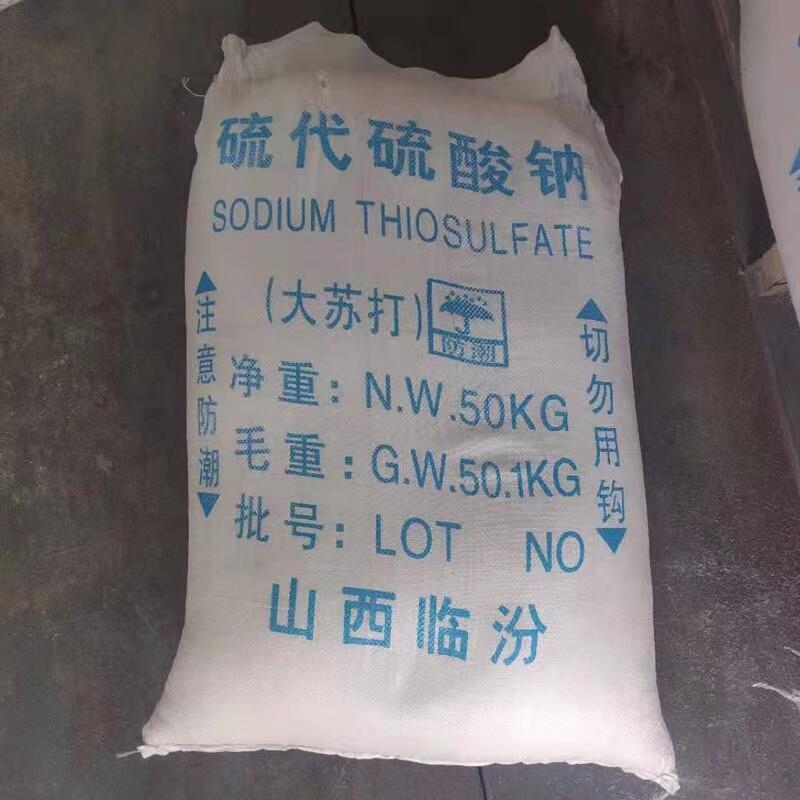 硫代硫酸钠
SODIUM THIOSULFATE
(大苏打)
防潮
注意防潮
切勿用钩
净重：N.W.50KG
毛重：G.W.50.1KG
批号：LOT NO
山西临汾